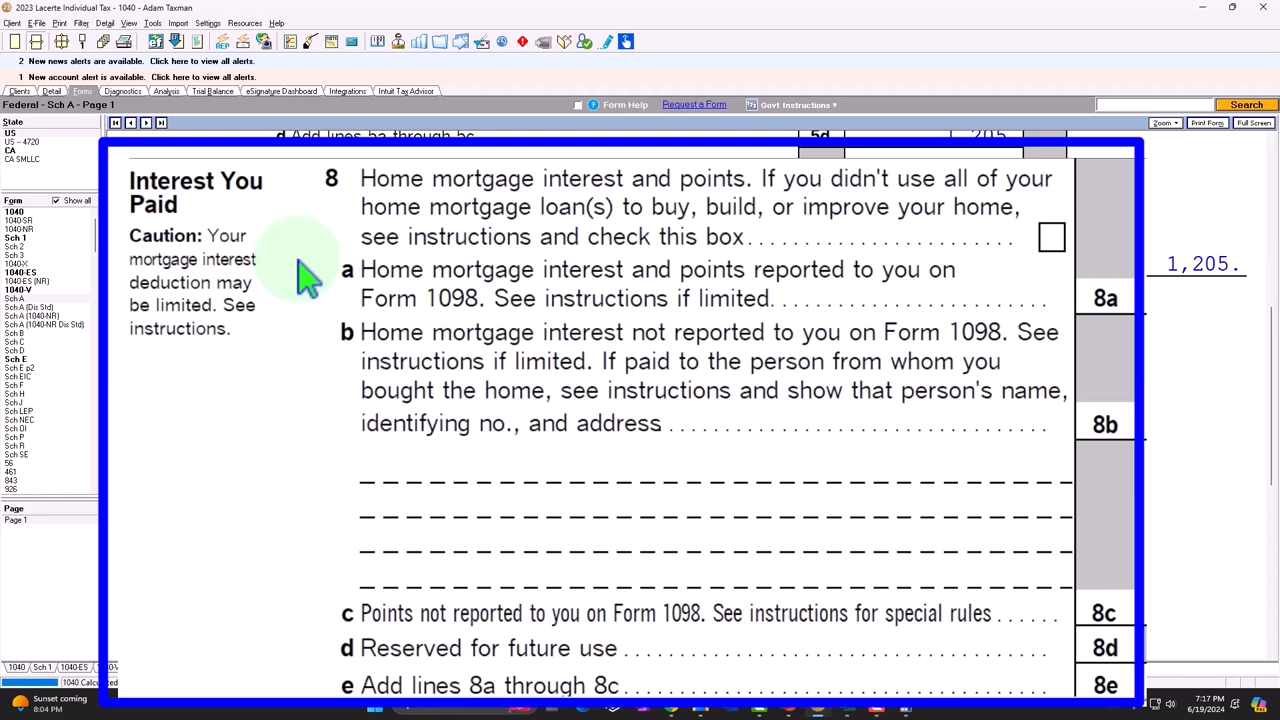 2023 Lacerte Individual Tax - 1040 - Adam Taxman
Client E-File Print Filter Detail View Tools Import Settings Resources Help
2 New news alerts are available. Click here to view all alerts.
1 New account alert is available. Click here to view all alerts.
Clients Detail Forms Diagnostics Analysis Trial Balance eSignature Dashboard Integrations Intuit Tax Advisor
Federal - Sch A - Page 1
Form Help Request a Form Govt Instructions Search
State
Zoom Print Form Full Screen
US
US - 4720
CA
CA SMLLC
Form Show all
1040
1040-SR
1040-NR
Sch 1
Sch 2
Sch 3
1040-X
1040-ES
1040-ES (NR)
1040-V
Sch A
Sch A (Dis Std)
Sch A (1040-NR)
Sch A (1040-NR Dis Std)
Sch B
Sch C
Sch D
Sch E
Sch E p2
Sch EIC
Sch F
Sch H
Sch J
Sch LEP
Sch NEC
Sch OI
Sch P
Sch R
Sch SE
56
461
843
926
Page
Page 1
d Add lines 5a through 5c 5d 1,205.
1,205.
Interest You
Paid
Caution: Your
mortgage interest
deduction may
be limited. See
instructions.
8 Home mortgage interest and points. If you didn't use all of your
home mortgage loan(s) to buy, build, or improve your home,
see instructions and check this box
a Home mortgage interest and points reported to you on
Form 1098. See instructions if limited. 8a
b Home mortgage interest not reported to you on Form 1098. See
instructions if limited. If paid to the person from whom you
bought the home, see instructions and show that person's name,
identifying no., and address 8b
c Points not reported to you on Form 1098. See instructions for special rules 8c
d Reserved for future use 8d
e Add lines 8a through 8c 8e
1040 Sch 1 1040-ES 1040-V
1040 Calculated
Sunset coming
8:04 PM
7:17 PM
6/19/2024